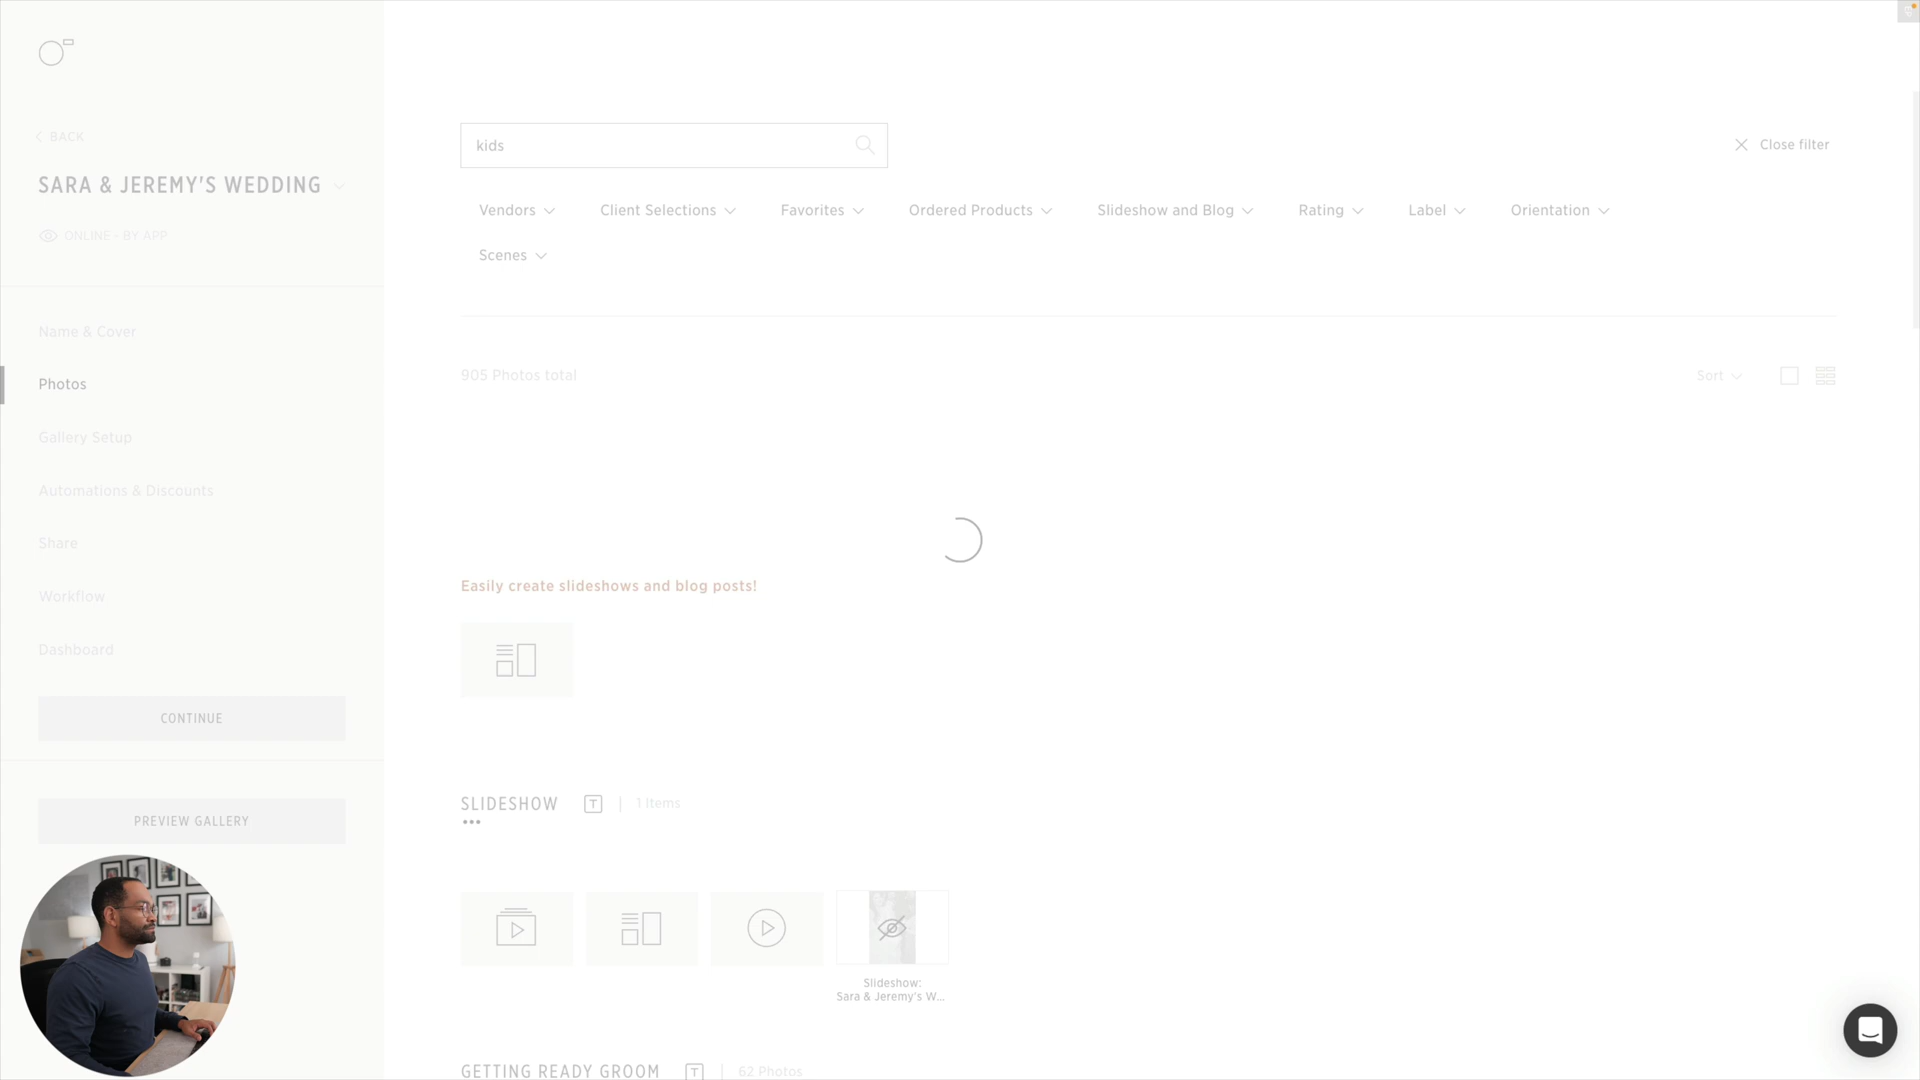 BACK
SARA & JEREMY'S WEDDING
ONLINE - BY APP
Name & Cover
Photos
Gallery Setup
Automations & Discounts
Share
Workflow
Dashboard
CONTINUE
PREVIEW GALLERY
kids
Close filter
Vendors
Client Selections
Favorites
Ordered Products
Slideshow and Blog
Rating
Label
Orientation
Scenes
905 Photos total
Sort
Easily create slideshows and blog posts!
SLIDESHOW
T
1 Items
Slideshow:
Sara & Jeremy's W...
GETTING READY GROOM
T
62 Photos